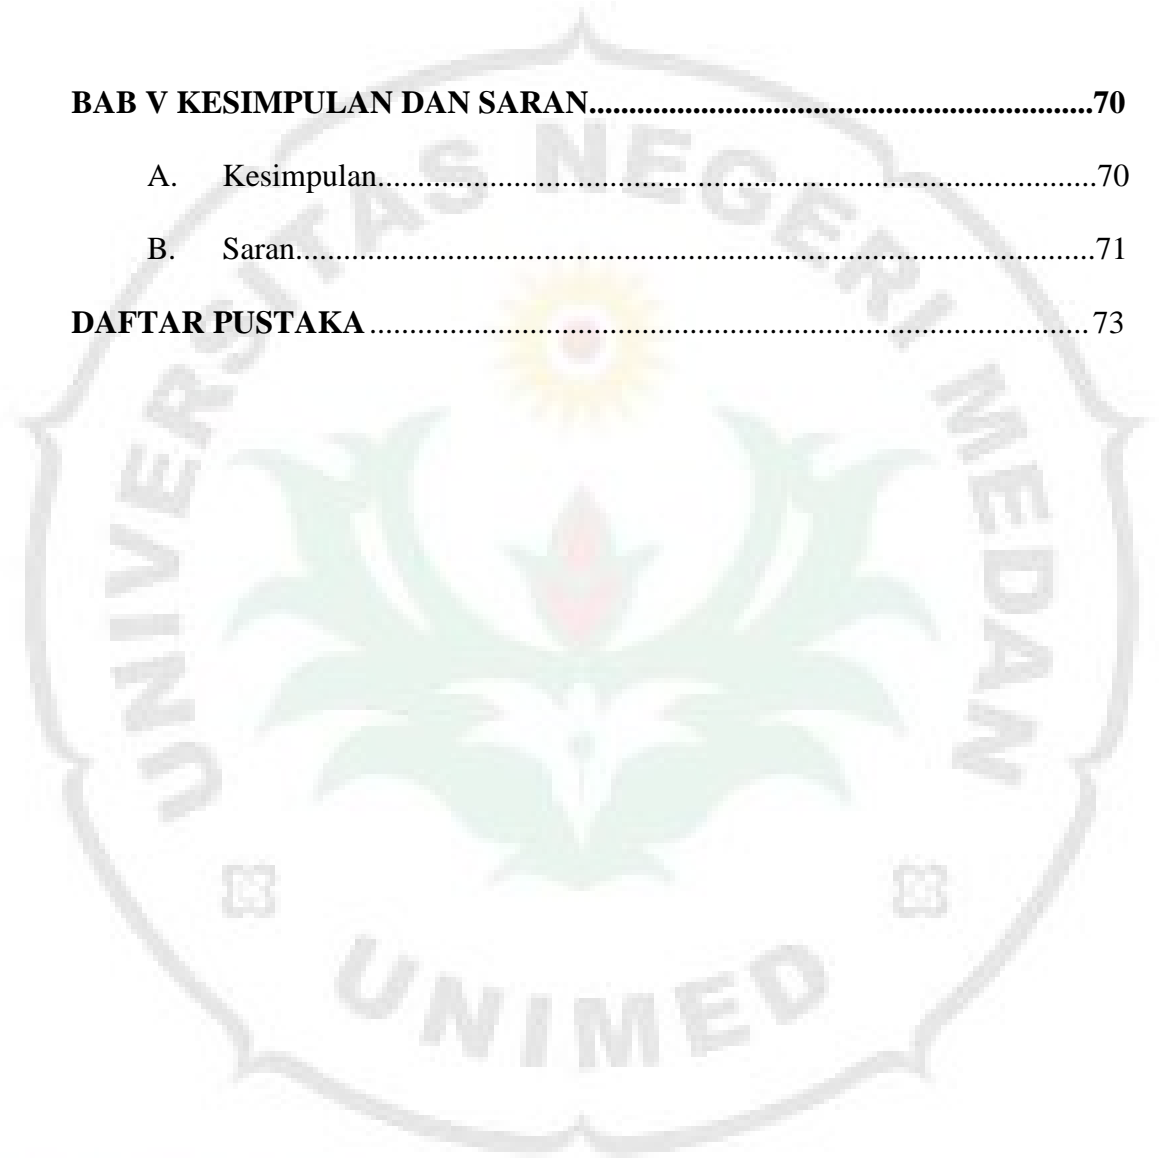 BAB V KESIMPULAN DAN SARAN..............................................................70
A. Kesimpulan.........................................................................................70
B. Saran...................................................................................................71
DAFTAR PUSTAKA.......................................................................................... 73
UNIVERSITAS NEGERI MEDAN
UNIMED